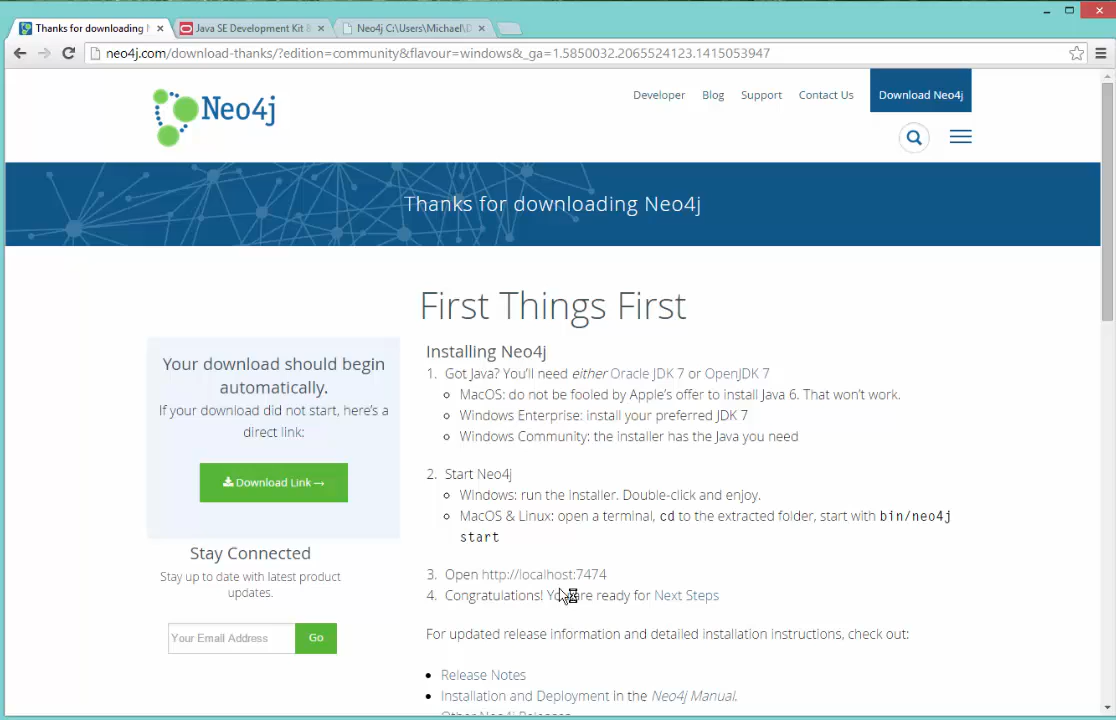 Thanks for downloading
Java SE Development Kit
Neo4j C:\Users\Michael\D
neo4j.com/download-thanks/?edition=community&flavour=windows&_ga=1.5850032.2065524123.1415053947
Neo4j
Developer
Blog
Support
Contact Us
Download Neo4j
Thanks for downloading Neo4j
First Things First
Your download should begin
automatically.
If your download did not start, here's a
direct link:
Download Link →
Stay Connected
Stay up to date with latest product
updates.
Your Email Address
Go
Installing Neo4j
1. Got Java? You'll need either Oracle JDK 7 or OpenJDK 7
MacOS: do not be fooled by Apple's offer to install Java 6. That won't work.
Windows Enterprise: install your preferred JDK 7
Windows Community: the installer has the Java you need
2. Start Neo4j
Windows: run the installer. Double-click and enjoy.
MacOS & Linux: open a terminal, cd to the extracted folder, start with bin/neo4j
start
3. Open http://localhost:7474
4. Congratulations! You are ready for Next Steps
For updated release information and detailed installation instructions, check out:
Release Notes
Installation and Deployment in the Neo4j Manual.
Other Neo4j Releases